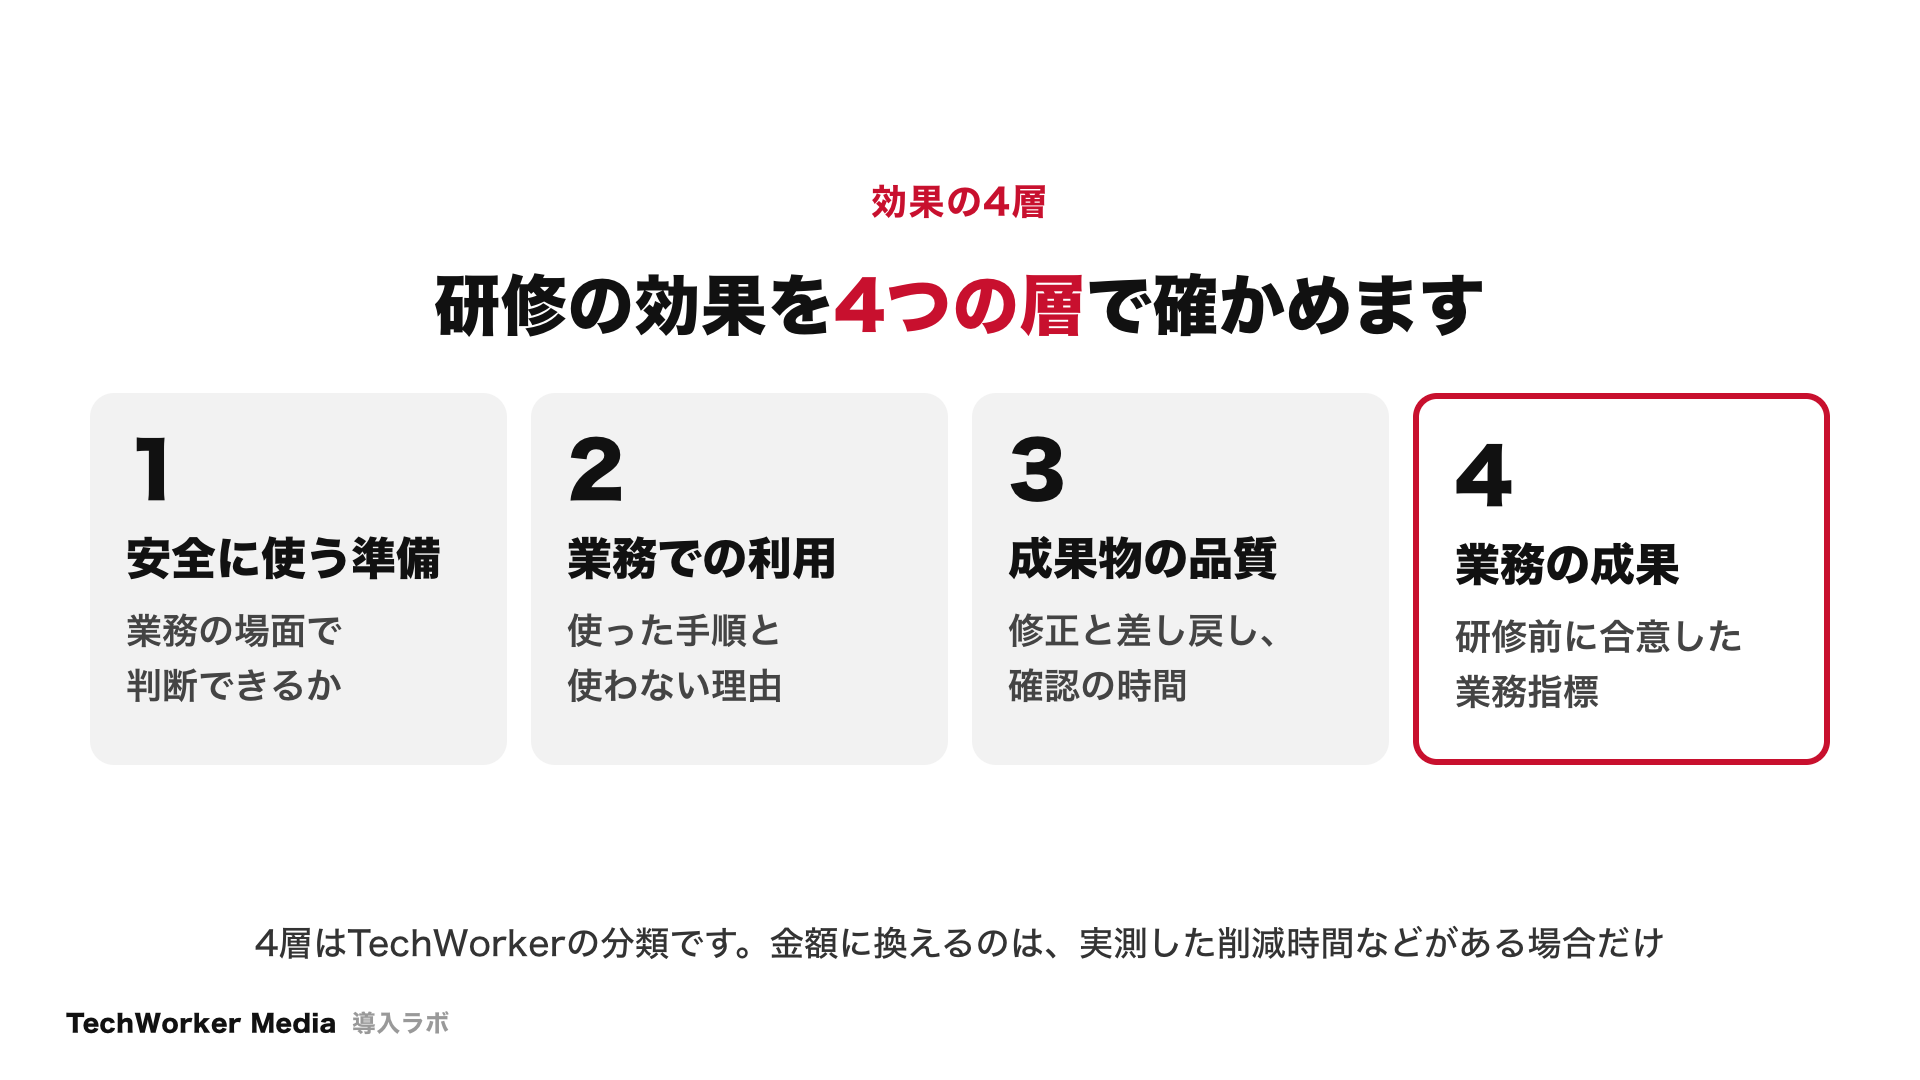 効果の4層
研修の効果を4つの層で確かめます
1
安全に使う準備
業務の場面で
判断できるか
2
業務での利用
使った手順と
使わない理由
3
成果物の品質
修正と差し戻し、
確認の時間
4
業務の成果
研修前に合意した
業務指標
4層はTechWorkerの分類です。金額に換えるのは、実測した削減時間などがある場合だけ
TechWorker Media 導入ラボ